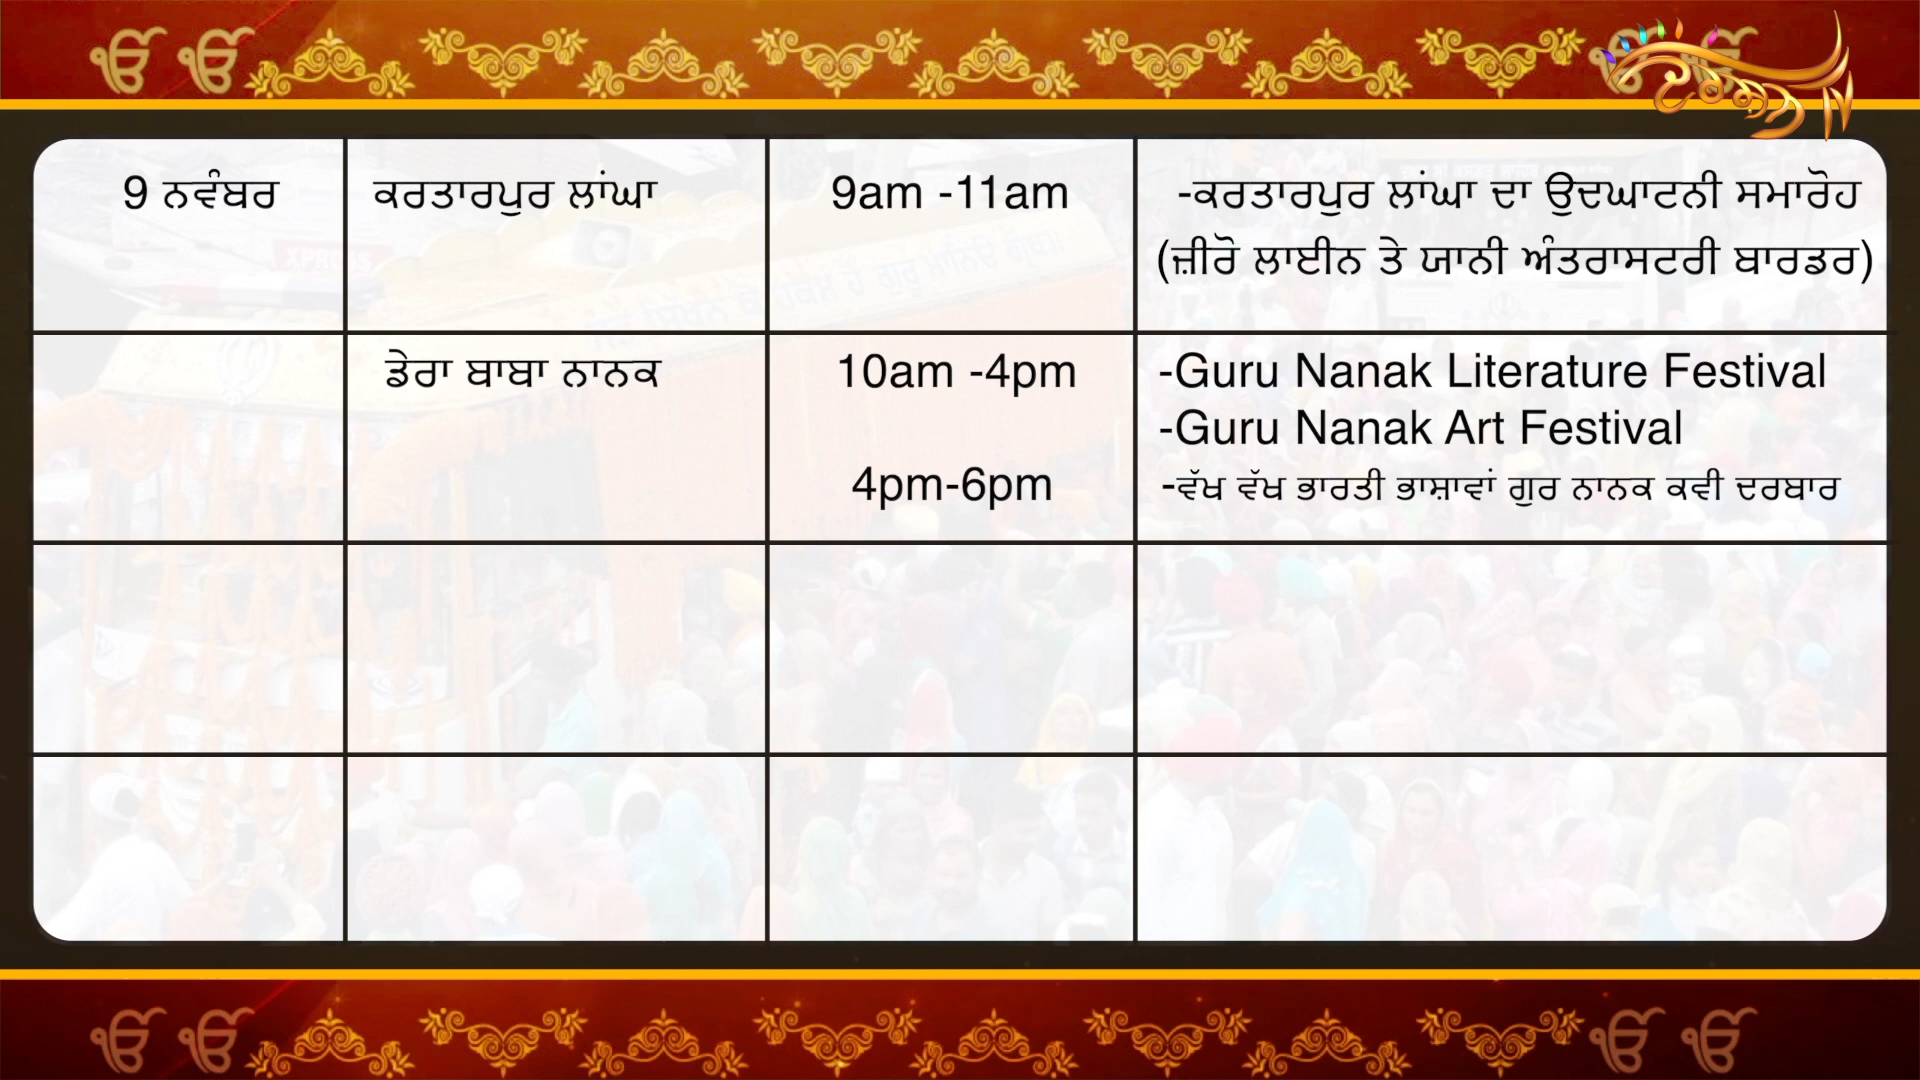 9 ਨਵੰਬਰ
ਕਰਤਾਰਪੁਰ ਲਾਂਘਾ
9am -11am
-ਕਰਤਾਰਪੁਰ ਲਾਂਘਾ ਦਾ ਉਦਘਾਟਨੀ ਸਮਾਰੋਹ
(ਜ਼ੀਰੋ ਲਾਈਨ ਤੇ ਯਾਨੀ ਅੰਤਰਾਸਟਰੀ ਬਾਰਡਰ)
ਡੇਰਾ ਬਾਬਾ ਨਾਨਕ
10am -4pm
-Guru Nanak Literature Festival
-Guru Nanak Art Festival
4pm-6pm
-ਵੱਖ ਵੱਖ ਭਾਰਤੀ ਭਾਸ਼ਾਵਾਂ ਗੁਰ ਨਾਨਕ ਕਵੀ ਦਰਬਾਰ